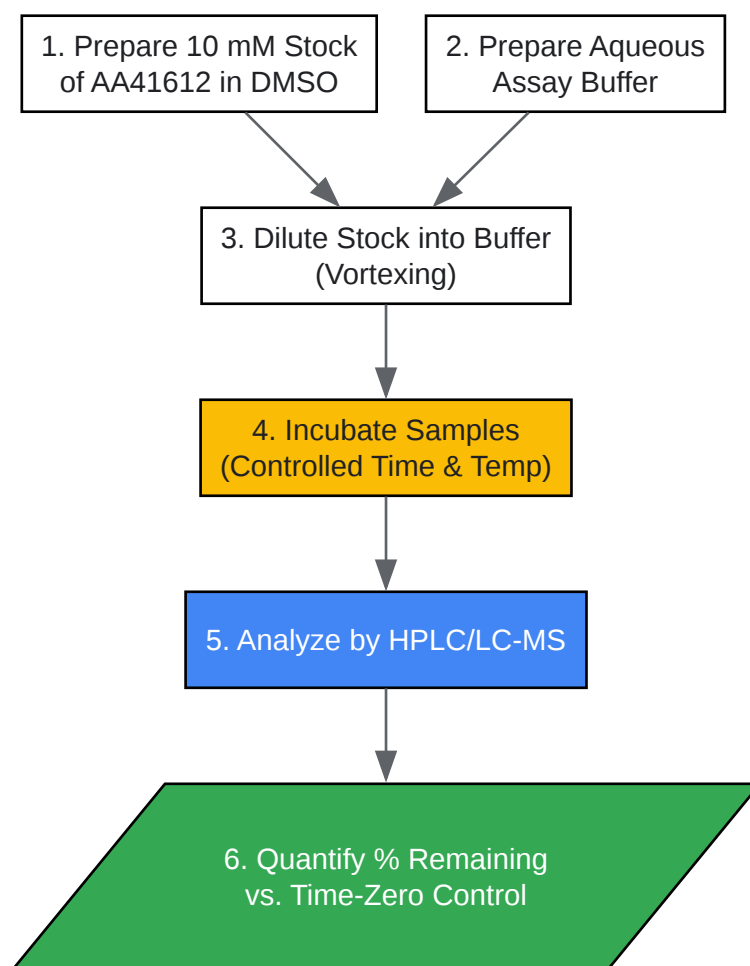 1. Prepare 10 mM Stock
of AA41612 in DMSO
2. Prepare Aqueous
Assay Buffer
3. Dilute Stock into Buffer
(Vortexing)
4. Incubate Samples
(Controlled Time & Temp)
5. Analyze by HPLC/LC-MS
6. Quantify % Remaining
vs. Time-Zero Control